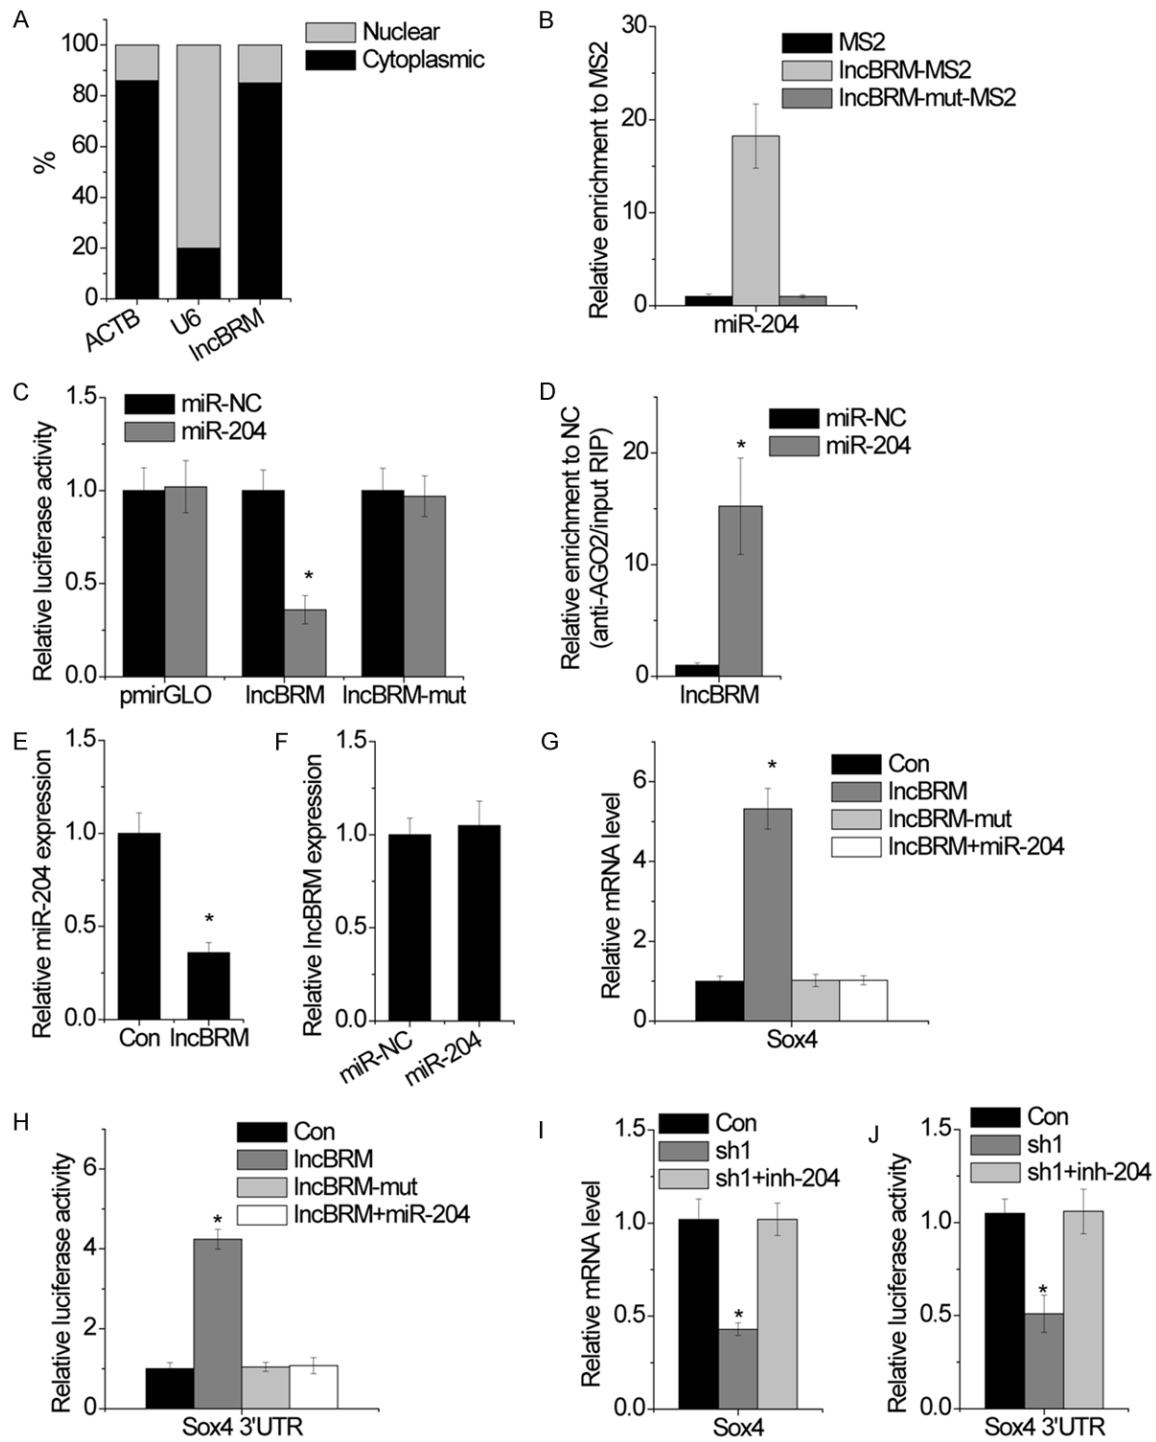 A
Nuclear
Cytoplasmic
%
100
80
60
40
20
0
ACTB
U6
lncBRM
B
MS2
lncBRM-MS2
lncBRM-mut-MS2
Relative enrichment to MS2
30
20
10
0
miR-204
C
miR-NC
miR-204
Relative luciferase activity
1.5
1.0
0.5
0.0
*
pmirGLO
lncBRM
lncBRM-mut
D
miR-NC
miR-204
Relative enrichment to NC
(anti-AGO2/input RIP)
20
10
0
*
lncBRM
E
Relative miR-204 expression
1.5
1.0
0.5
0.0
*
Con
lncBRM
F
Relative lncBRM expression
1.5
1.0
0.5
0.0
miR-NC
miR-204
G
Con
lncBRM
lncBRM-mut
lncBRM+miR-204
Relative mRNA level
6
4
2
0
*
Sox4
H
Con
lncBRM
lncBRM-mut
lncBRM+miR-204
Relative luciferase activity
6
4
2
0
*
Sox4 3'UTR
I
Con
sh1
sh1+inh-204
Relative mRNA level
1.5
1.0
0.5
0.0
*
Sox4
J
Con
sh1
sh1+inh-204
Relative luciferase activity
1.5
1.0
0.5
0.0
*
Sox4 3'UTR